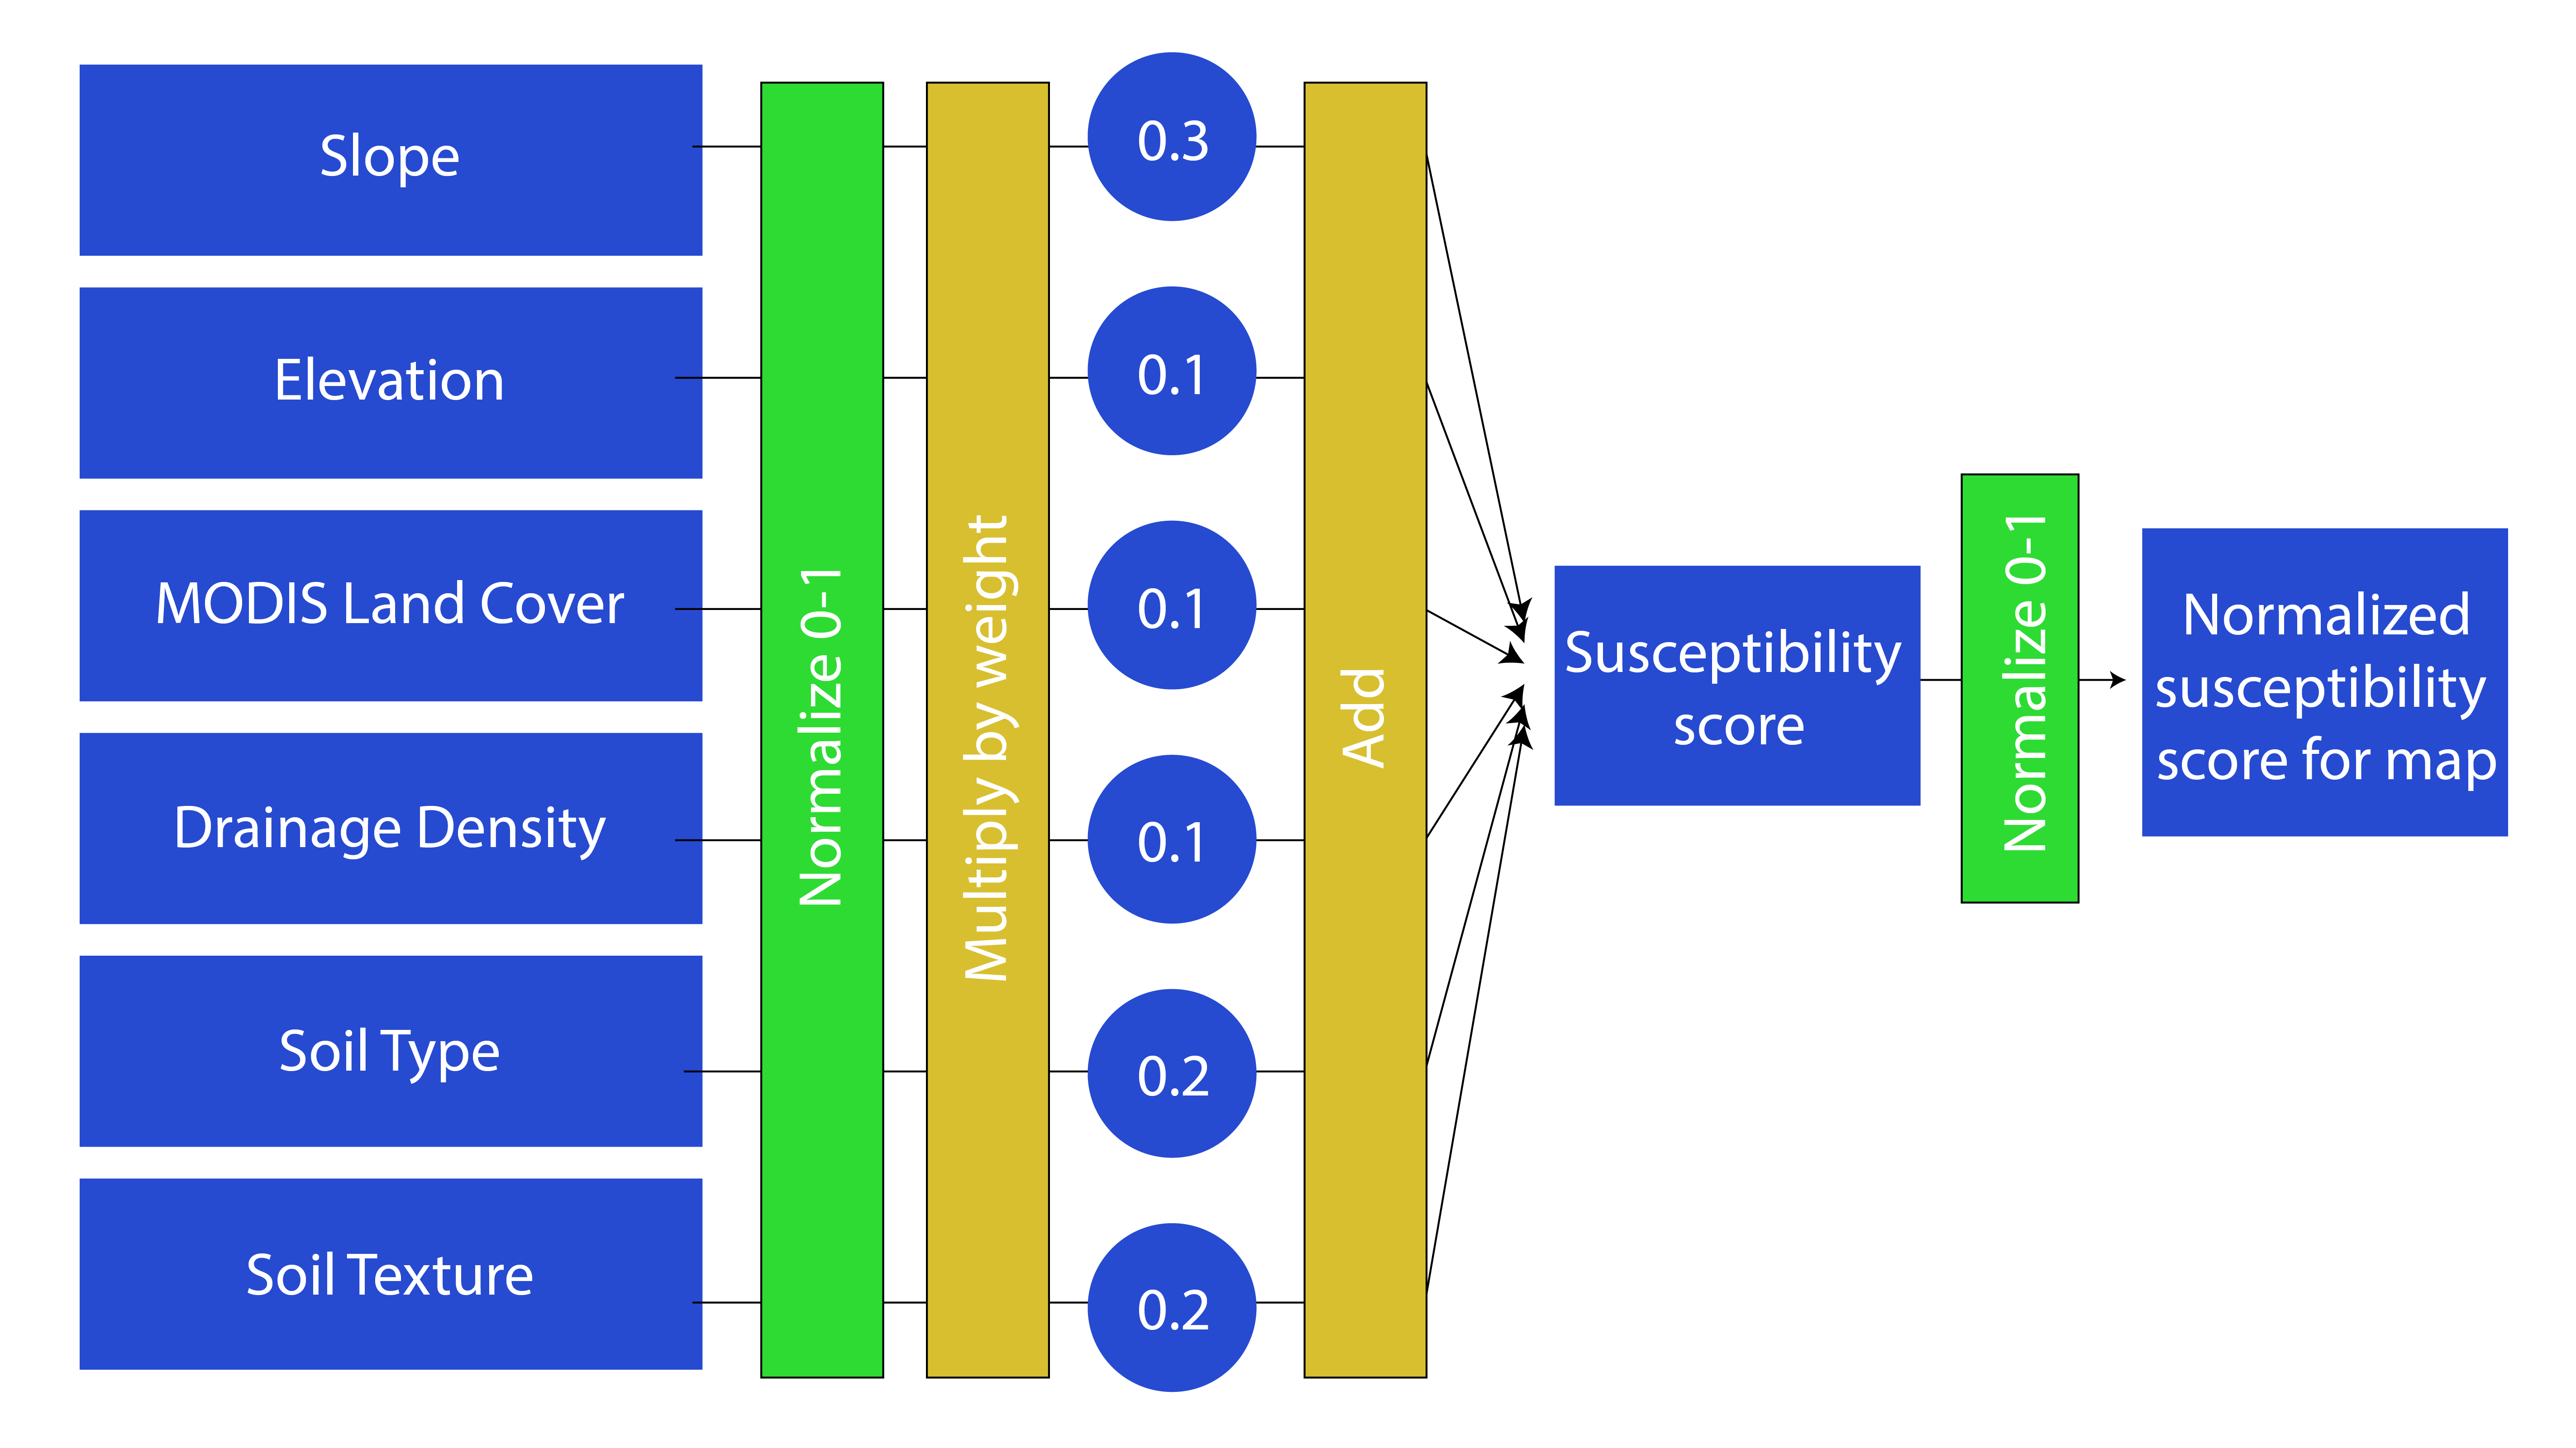 Slope
Elevation
MODIS Land Cover
Drainage Density
Soil Type
Soil Texture
Normalize 0-1
Multiply by weight
0.3
0.1
0.1
0.1
0.2
0.2
Add
Susceptibility
score
Normalize 0-1
Normalized
susceptibility
score for map